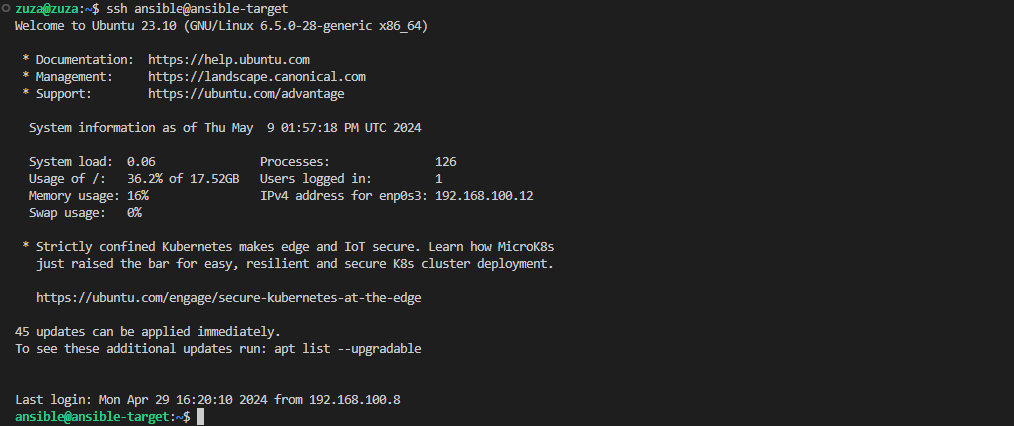 zuza@zuza:~$ ssh ansible@ansible-target
Welcome to Ubuntu 23.10 (GNU/Linux 6.5.0-28-generic x86_64)
* Documentation:  https://help.ubuntu.com
* Management:     https://landscape.canonical.com
* Support:        https://ubuntu.com/advantage
System information as of Thu May  9 01:57:18 PM UTC 2024
System load:  0.06               Processes:               126
Usage of /:   36.2% of 17.52GB   Users logged in:         1
Memory usage: 16%                IPv4 address for enp0s3: 192.168.100.12
Swap usage:   0%
* Strictly confined Kubernetes makes edge and IoT secure. Learn how MicroK8s
just raised the bar for easy, resilient and secure K8s cluster deployment.
https://ubuntu.com/engage/secure-kubernetes-at-the-edge
45 updates can be applied immediately.
To see these additional updates run: apt list --upgradable
Last login: Mon Apr 29 16:20:10 2024 from 192.168.100.8
ansible@ansible-target:~$